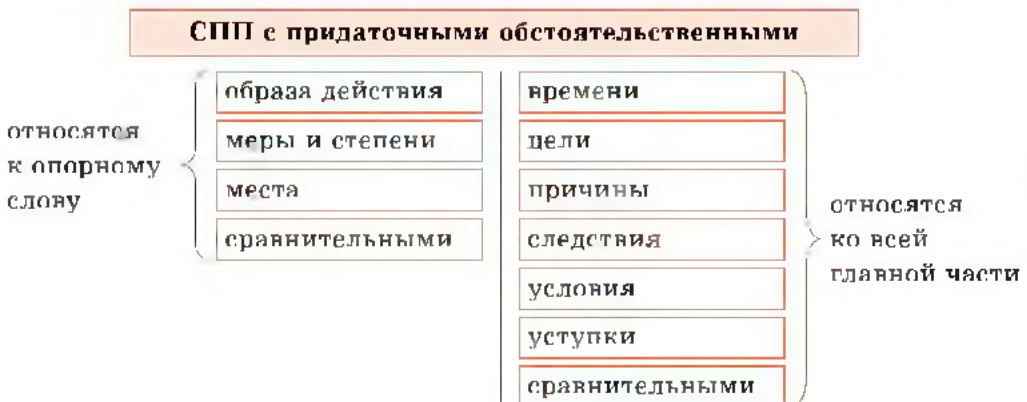 СПП с придаточными обстоятельственными
относятся
к опорному
слову
образа действия
меры и степени
места
сравнительными
времени
цели
причины
следствия
условия
уступки
сравнительными
относятся
ко всей
главной части